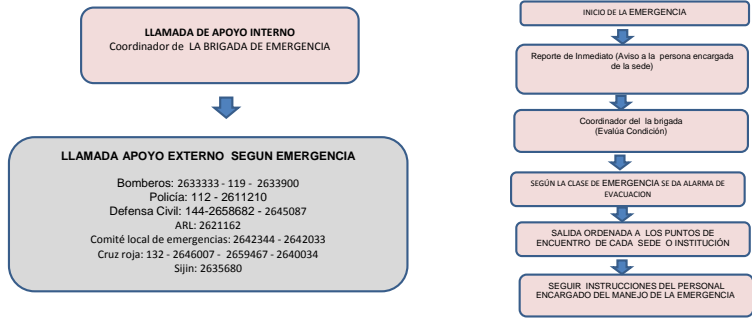 LLAMADA DE APOYO INTERNO
Coordinador de LA BRIGADA DE EMERGENCIA
LLAMADA APOYO EXTERNO SEGUN EMERGENCIA
Bomberos: 2633333 - 119 - 2633900
Policía: 112 - 2611210
Defensa Civil: 144-2658682 - 2645087
ARL: 2621162
Comité local de emergencias: 2642344 - 2642033
Cruz roja: 132 - 2646007 - 2659467 - 2640034
Sijin: 2635680
INICIO DE LA EMERGENCIA
Reporte de Inmediato (Aviso a la persona encargada
de la sede)
Coordinador del la brigada
(Evalúa Condición)
SEGÚN LA CLASE DE EMERGENCIA SE DA ALARMA DE
EVACUACION
SALIDA ORDENADA A LOS PUNTOS DE
ENCUENTRO DE CADA SEDE O INSTITUCIÓN
SEGUIR INSTRUCCIONES DEL PERSONAL
ENCARGADO DEL MANEJO DE LA EMERGENCIA